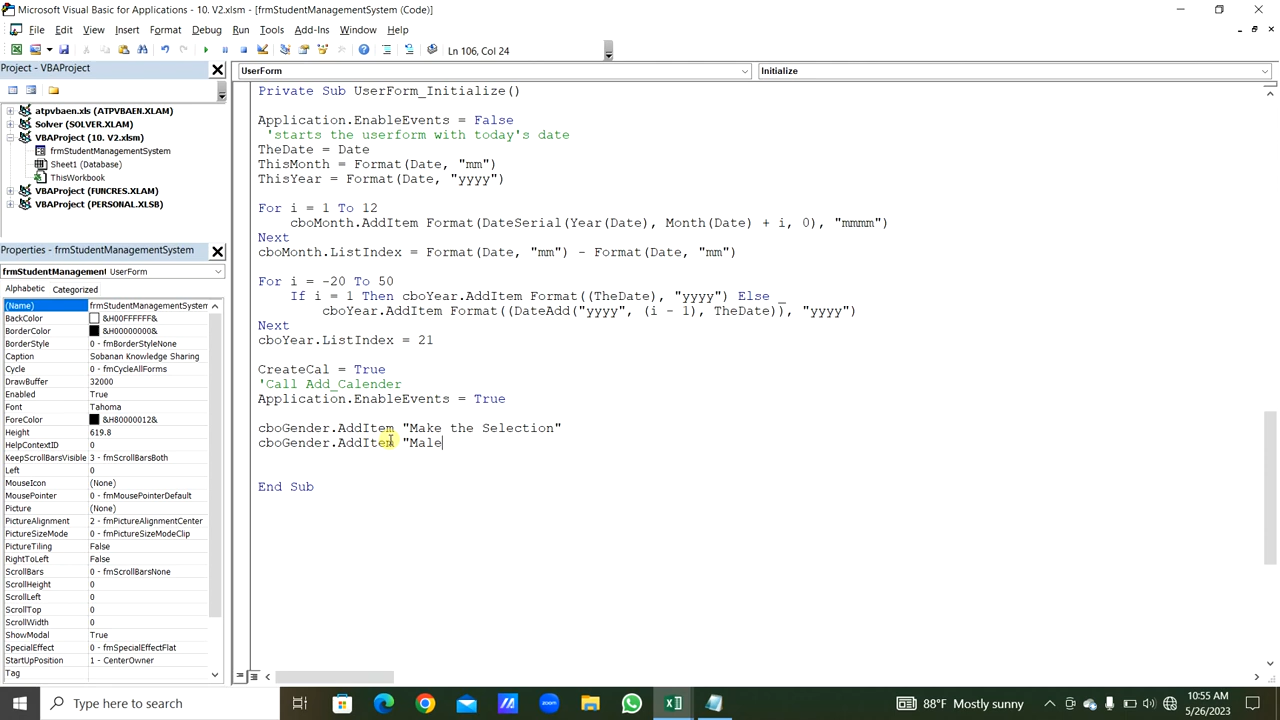 Microsoft Visual Basic for Applications - 10. V2.xlsm - [frmStudentManagementSystem (Code)]
File Edit View Insert Format Debug Run Tools Add-Ins Window Help
Ln 106, Col 24
Project - VBAProject
UserForm
Initialize
atpvbaen.xls (ATPVBAEN.XLAM)
Solver (SOLVER.XLAM)
VBAProject (10. V2.xlsm)
frmStudentManagementSystem
Sheet1 (Database)
ThisWorkbook
VBAProject (FUNCRES.XLAM)
VBAProject (PERSONAL.XLSB)
Properties - frmStudentManagementSystem
frmStudentManagement UserForm
Alphabetic Categorized
(Name) frmStudentManagementSystem
BackColor &H00FFFFFF&
BorderColor &H80000000&
BorderStyle 0 - fmBorderStyleNone
Caption Sobanan Knowledge Sharing
Cycle 0 - fmCycleAllForms
DrawBuffer 32000
Enabled True
Font Tahoma
ForeColor &H80000012&
Height 619.8
HelpContextID 0
KeepScrollBarsVisible 3 - fmScrollBarsBoth
Left 0
MouseIcon (None)
MousePointer 0 - fmMousePointerDefault
Picture (None)
PictureAlignment 2 - fmPictureAlignmentCenter
PictureSizeMode 0 - fmPictureSizeModeClip
PictureTiling False
RightToLeft False
ScrollBars 0 - fmScrollBarsNone
ScrollHeight 0
ScrollLeft 0
ScrollTop 0
ScrollWidth 0
ShowModal True
SpecialEffect 0 - fmSpecialEffectFlat
StartUpPosition 1 - CenterOwner
Tag
Private Sub UserForm_Initialize()
Application.EnableEvents = False
'starts the userform with today's date
TheDate = Date
ThisMonth = Format(Date, "mm")
ThisYear = Format(Date, "yyyy")
For i = 1 To 12
cboMonth.AddItem Format(DateSerial(Year(Date), Month(Date) + i, 0), "mmmm")
Next
cboMonth.ListIndex = Format(Date, "mm") - Format(Date, "mm")
For i = -20 To 50
If i = 1 Then cboYear.AddItem Format((TheDate), "yyyy") Else _
cboYear.AddItem Format((DateAdd("yyyy", (i - 1), TheDate)), "yyyy")
Next
cboYear.ListIndex = 21
CreateCal = True
'Call Add_Calender
Application.EnableEvents = True
cboGender.AddItem "Make the Selection"
cboGender.AddItem "Male
End Sub
Type here to search
zoom
88°F Mostly sunny
10:55 AM
5/26/2023